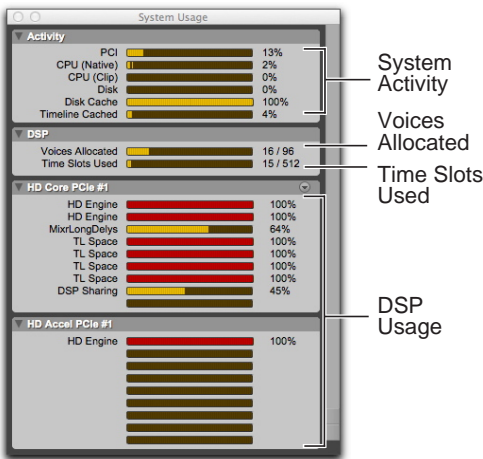 System Usage
Activity
PCI 13%
CPU (Native) 2%
CPU (Clip) 0%
Disk 0%
Disk Cache 100%
Timeline Cached 4%
DSP
Voices Allocated 16 / 96
Time Slots Used 15 / 512
HD Core PCIe #1
HD Engine 100%
HD Engine 100%
MixrLongDelys 64%
TL Space 100%
TL Space 100%
TL Space 100%
TL Space 100%
DSP Sharing 45%
HD Accel PCIe #1
HD Engine 100%
System
Activity
Voices
Allocated
Time Slots
Used
DSP
Usage